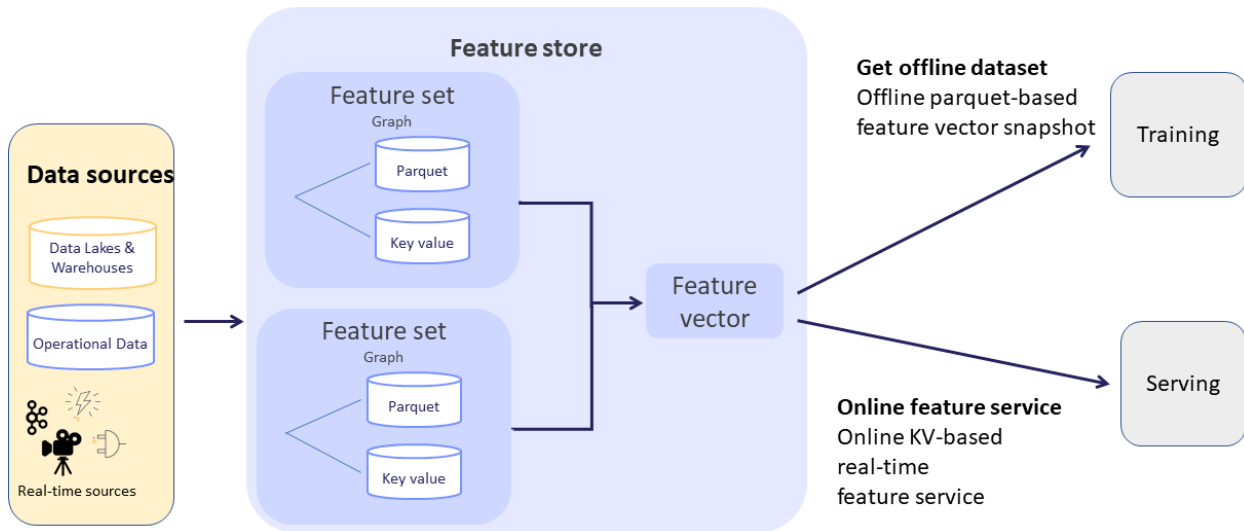 Data sources
Data Lakes &
Warehouses
Operational Data
Real-time sources
Feature store
Feature set
Graph
Parquet
Key value
Feature set
Graph
Parquet
Key value
Feature
vector
Get offline dataset
Offline parquet-based
feature vector snapshot
Training
Online feature service
Online KV-based
real-time
feature service
Serving